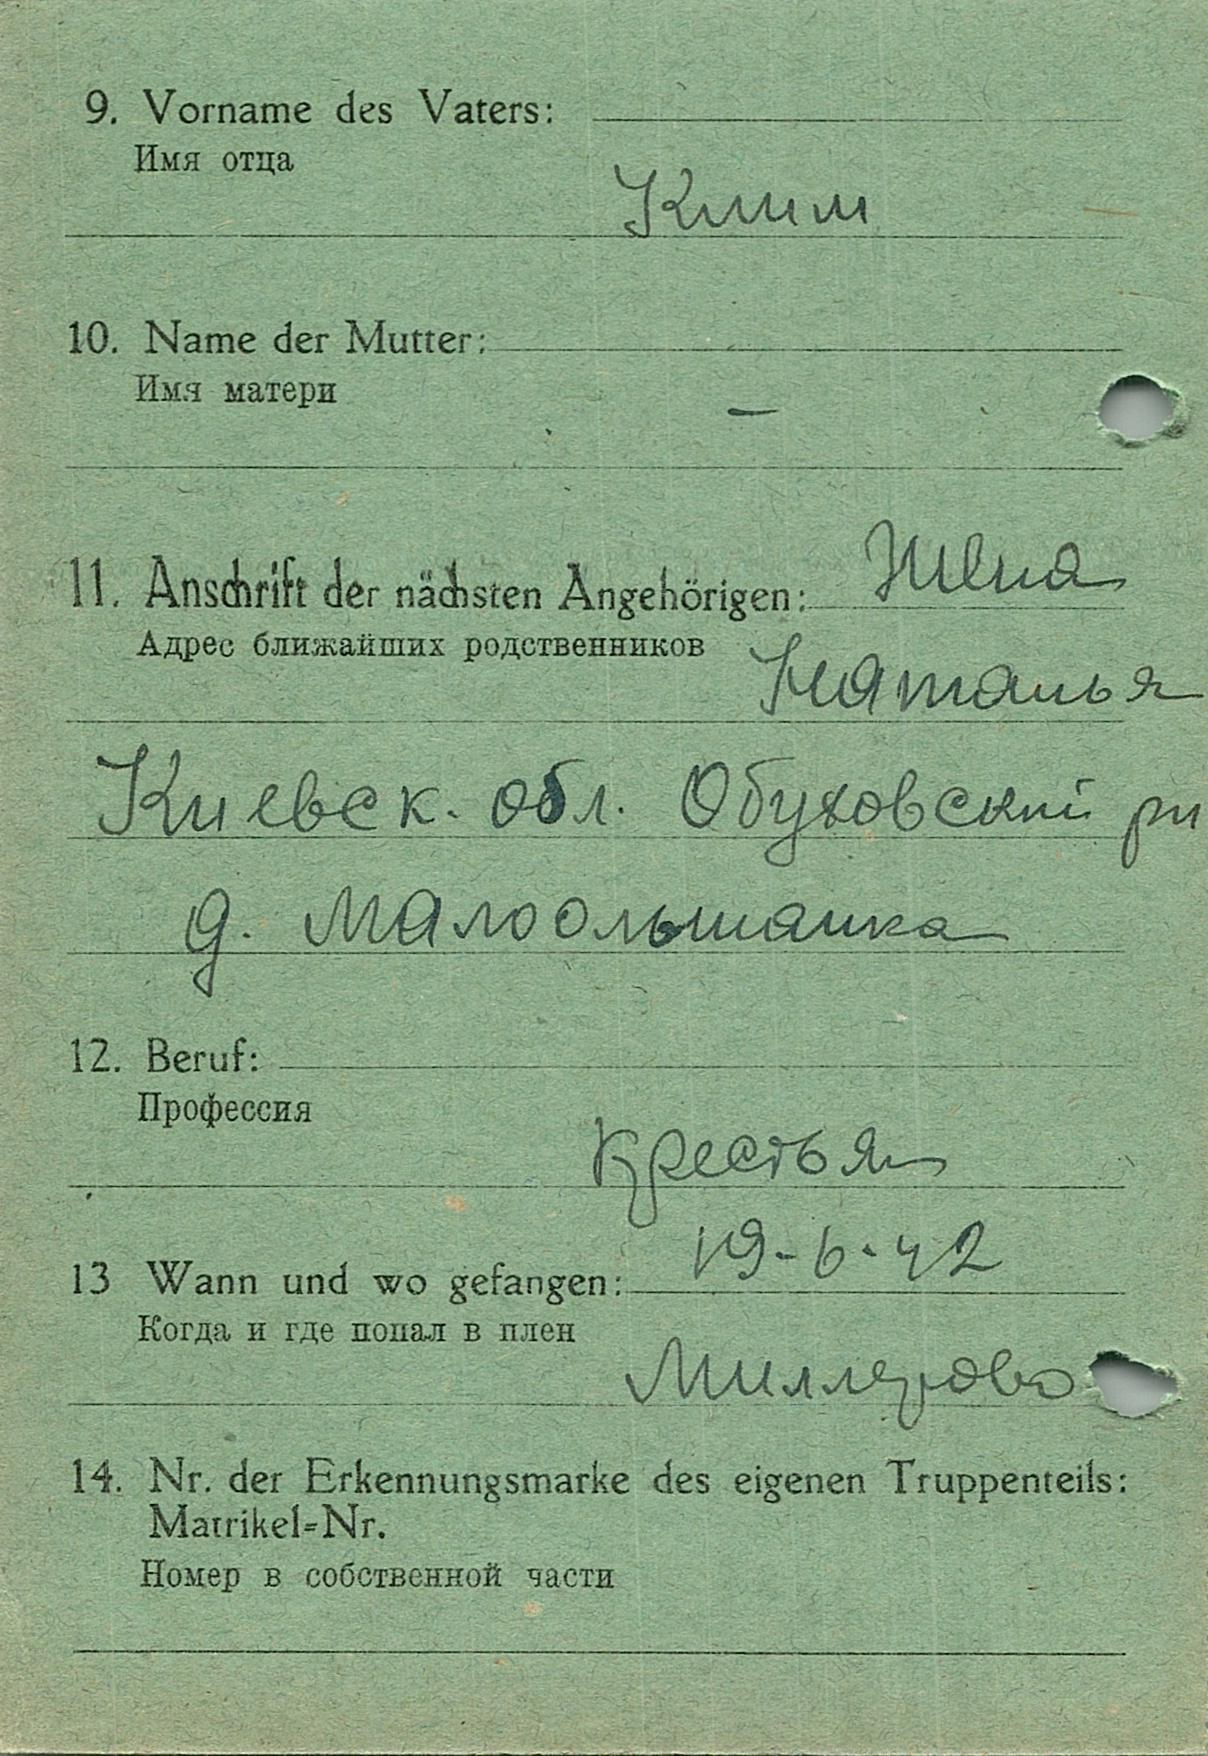 9. Vorname des Vaters:
Имя отца
Клим
10. Name der Mutter:
Имя матери
–
11. Anschrift der nächsten Angehörigen: Жена
Адрес ближайших родственников
Наталья
Киевск. обл. Обуховский рн
д. Малоольшанка
12. Beruf:
Профессия
Крестьян
19-6-42
13 Wann und wo gefangen:
Когда и где попал в плен
Миллерово
14. Nr. der Erkennungsmarke des eigenen Truppenteils:
Matrikel=Nr.
Номер в собственной части